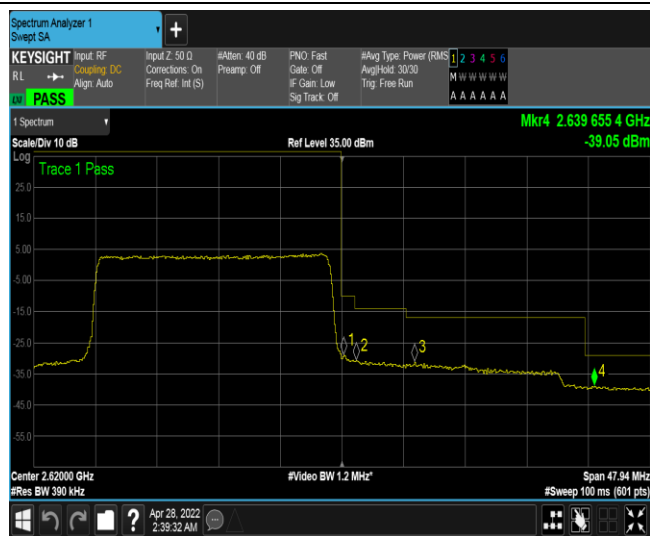 Spectrum Analyzer 1
Swept SA
+
KEYSIGHT
RL
LXI PASS
Input: RF
Coupling: DC
Align: Auto
Input Z: 50 Ω
Corrections: On
Freq Ref: Int (S)
#Atten: 40 dB
Preamp: Off
PNO: Fast
Gate: Off
IF Gain: Low
Sig Track: Off
#Avg Type: Power (RMS
Avg|Hold: 30/30
Trig: Free Run
1 2 3 4 5 6
M W W W W W
A A A A A A
1 Spectrum
Mkr4 2.639 655 4 GHz
Scale/Div 10 dB
Ref Level 35.00 dBm
-39.05 dBm
Log
Trace 1 Pass
25.0
15.0
5.00
-5.00
-15.0
-25.0
-35.0
-45.0
-55.0
1
2
3
4
Center 2.62000 GHz
#Video BW 1.2 MHz*
Span 47.94 MHz
#Res BW 390 kHz
#Sweep 100 ms (601 pts)
?
Apr 28, 2022
2:39:32 AM